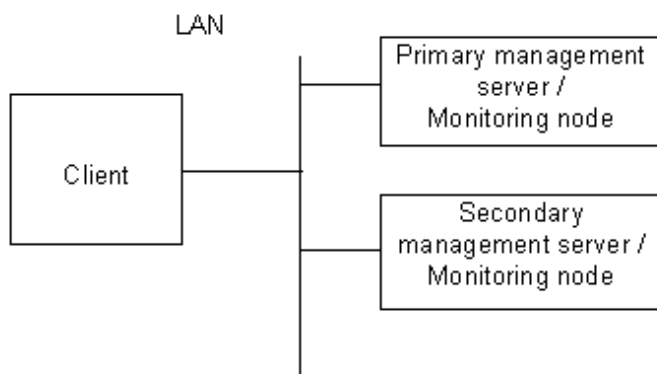 LAN
Primary management
server /
Monitoring node
Client
Secondary
management server /
Monitoring node